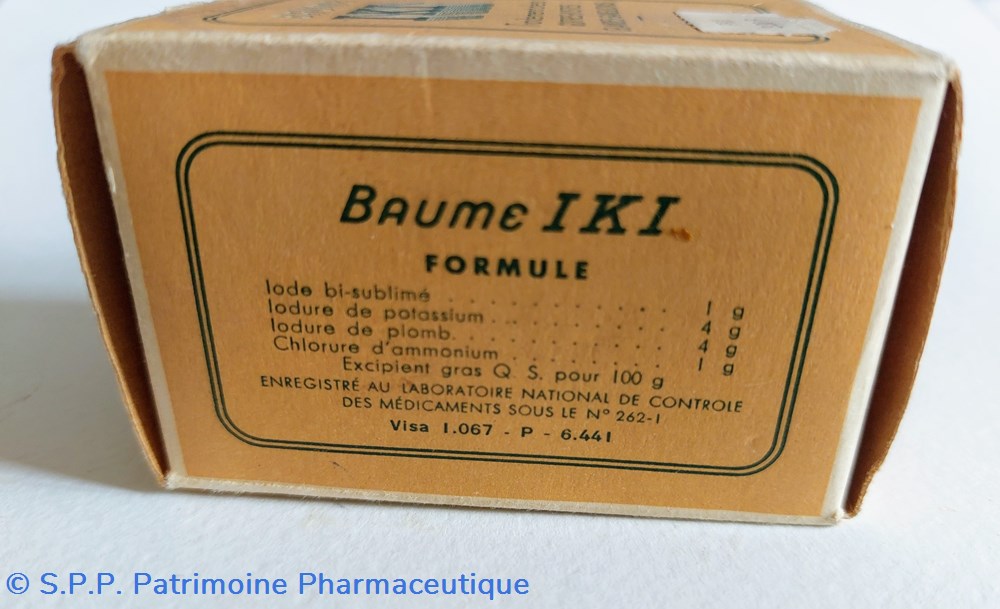 IKI
Baume IKI
FORMULE
Iode bi-sublimé . . . . . . . . . . . 1 g
Iodure de potassium . . . . . . . . . 4 g
Iodure de plomb . . . . . . . . . . . 4 g
Chlorure d'ammonium . . . . . . . . . 1 g
Excipient gras Q. S. pour 100 g
ENREGISTRÉ AU LABORATOIRE NATIONAL DE CONTROLE
DES MÉDICAMENTS SOUS LE N° 262-1
Visa 1.067 - P - 6.441
© S.P.P. Patrimoine Pharmaceutique